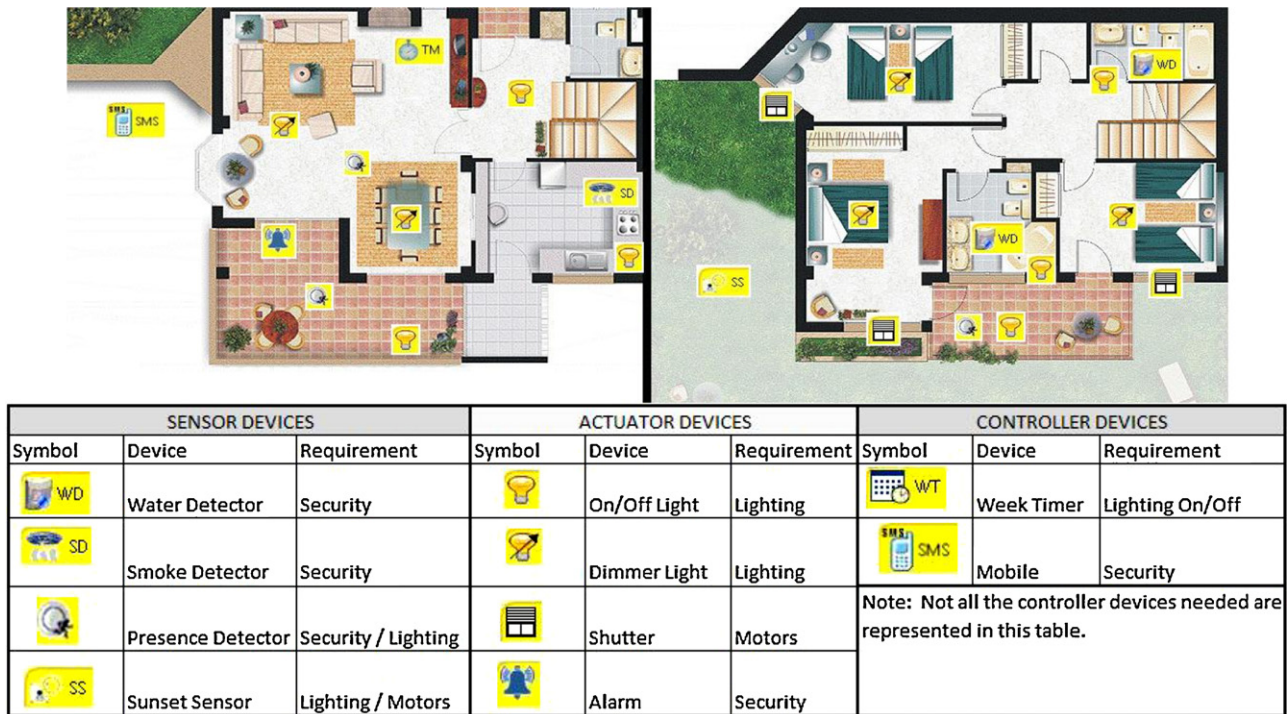 TM
SMS
SMS
SD
WD
WD
SS
SENSOR DEVICES
ACTUATOR DEVICES
CONTROLLER DEVICES
Symbol Device Requirement Symbol Device Requirement Symbol Device Requirement
WD Water Detector Security On/Off Light Lighting WT Week Timer Lighting On/Off
SD Smoke Detector Security Dimmer Light Lighting SMS SMS Mobile Security
Presence Detector Security / Lighting Shutter Motors Note: Not all the controller devices needed are
represented in this table.
SS Sunset Sensor Lighting / Motors Alarm Security